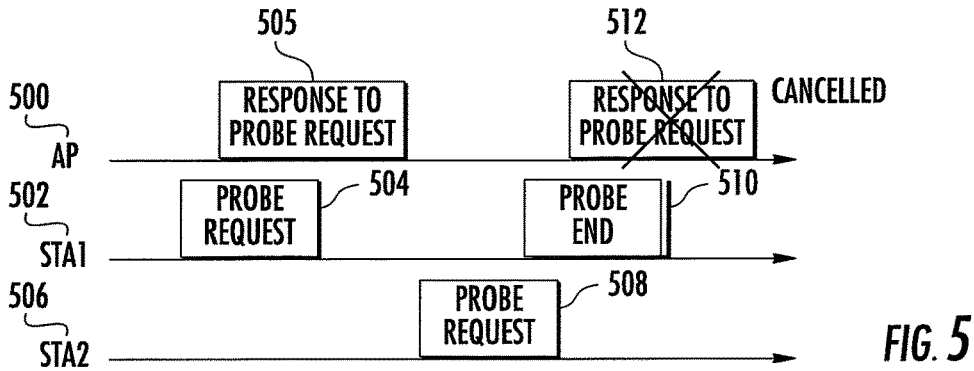 505
512
RESPONSE TO
PROBE REQUEST
RESPONSE TO
PROBE REQUEST
CANCELLED
500
AP
502
STA1
PROBE
REQUEST
504
PROBE
END
510
506
STA2
PROBE
REQUEST
508
FIG. 5